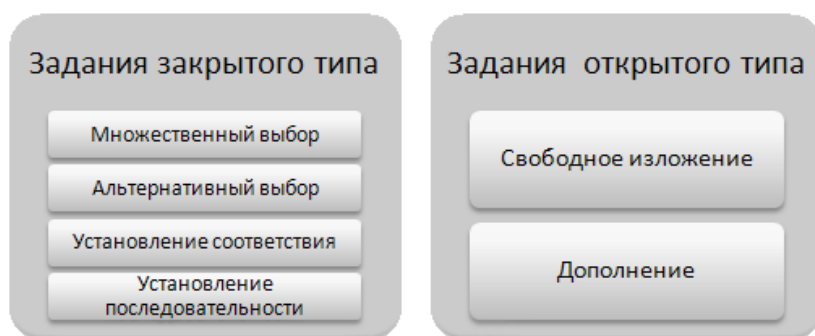 Задания закрытого типа
Множественный выбор
Альтернативный выбор
Установление соответствия
Установление
последовательности
Задания открытого типа
Свободное изложение
Дополнение